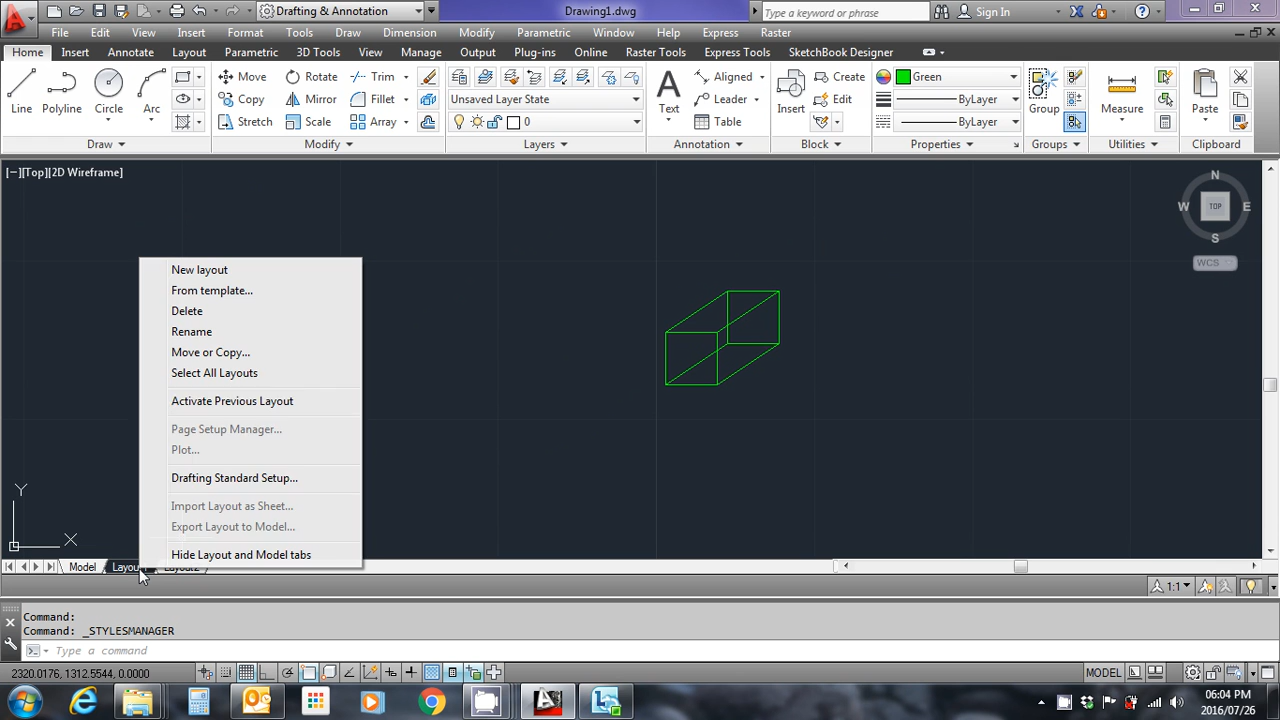 Drafting & Annotation
Drawing1.dwg
Type a keyword or phrase
Sign In
File Edit View Insert Format Tools Draw Dimension Modify Parametric Window Help Express Raster
Home Insert Annotate Layout Parametric 3D Tools View Manage Output Plug-ins Online Raster Tools Express Tools SketchBook Designer
Line Polyline Circle Arc
Move Rotate Trim
Copy Mirror Fillet
Stretch Scale Array
Unsaved Layer State
0
Text
Aligned
Leader
Table
Insert
Create
Edit
Green
ByLayer
ByLayer
Group
Measure
Paste
Draw Modify Layers Annotation Block Properties Groups Utilities Clipboard
[−][Top][2D Wireframe]
N
W TOP E
S
WCS
New layout
From template...
Delete
Rename
Move or Copy...
Select All Layouts
Activate Previous Layout
Page Setup Manager...
Plot...
Drafting Standard Setup...
Import Layout as Sheet...
Export Layout to Model...
Hide Layout and Model tabs
Y
X
Model Layout1 Layout2
1:1
Command:
Command: _STYLESMANAGER
Type a command
2320.0176, 1312.5544, 0.0000
MODEL
06:04 PM
2016/07/26